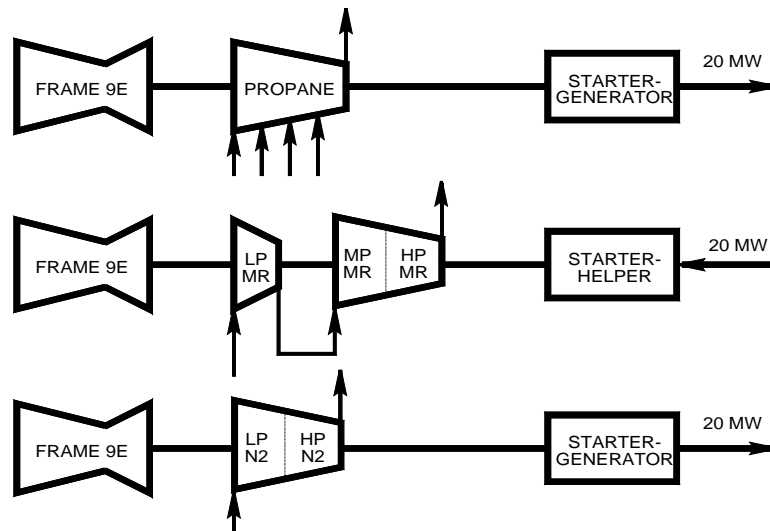 FRAME 9E
PROPANE
STARTER-
GENERATOR
20 MW
FRAME 9E
LP
MR
MP
MR
HP
MR
STARTER-
HELPER
20 MW
FRAME 9E
LP
N2
HP
N2
STARTER-
GENERATOR
20 MW